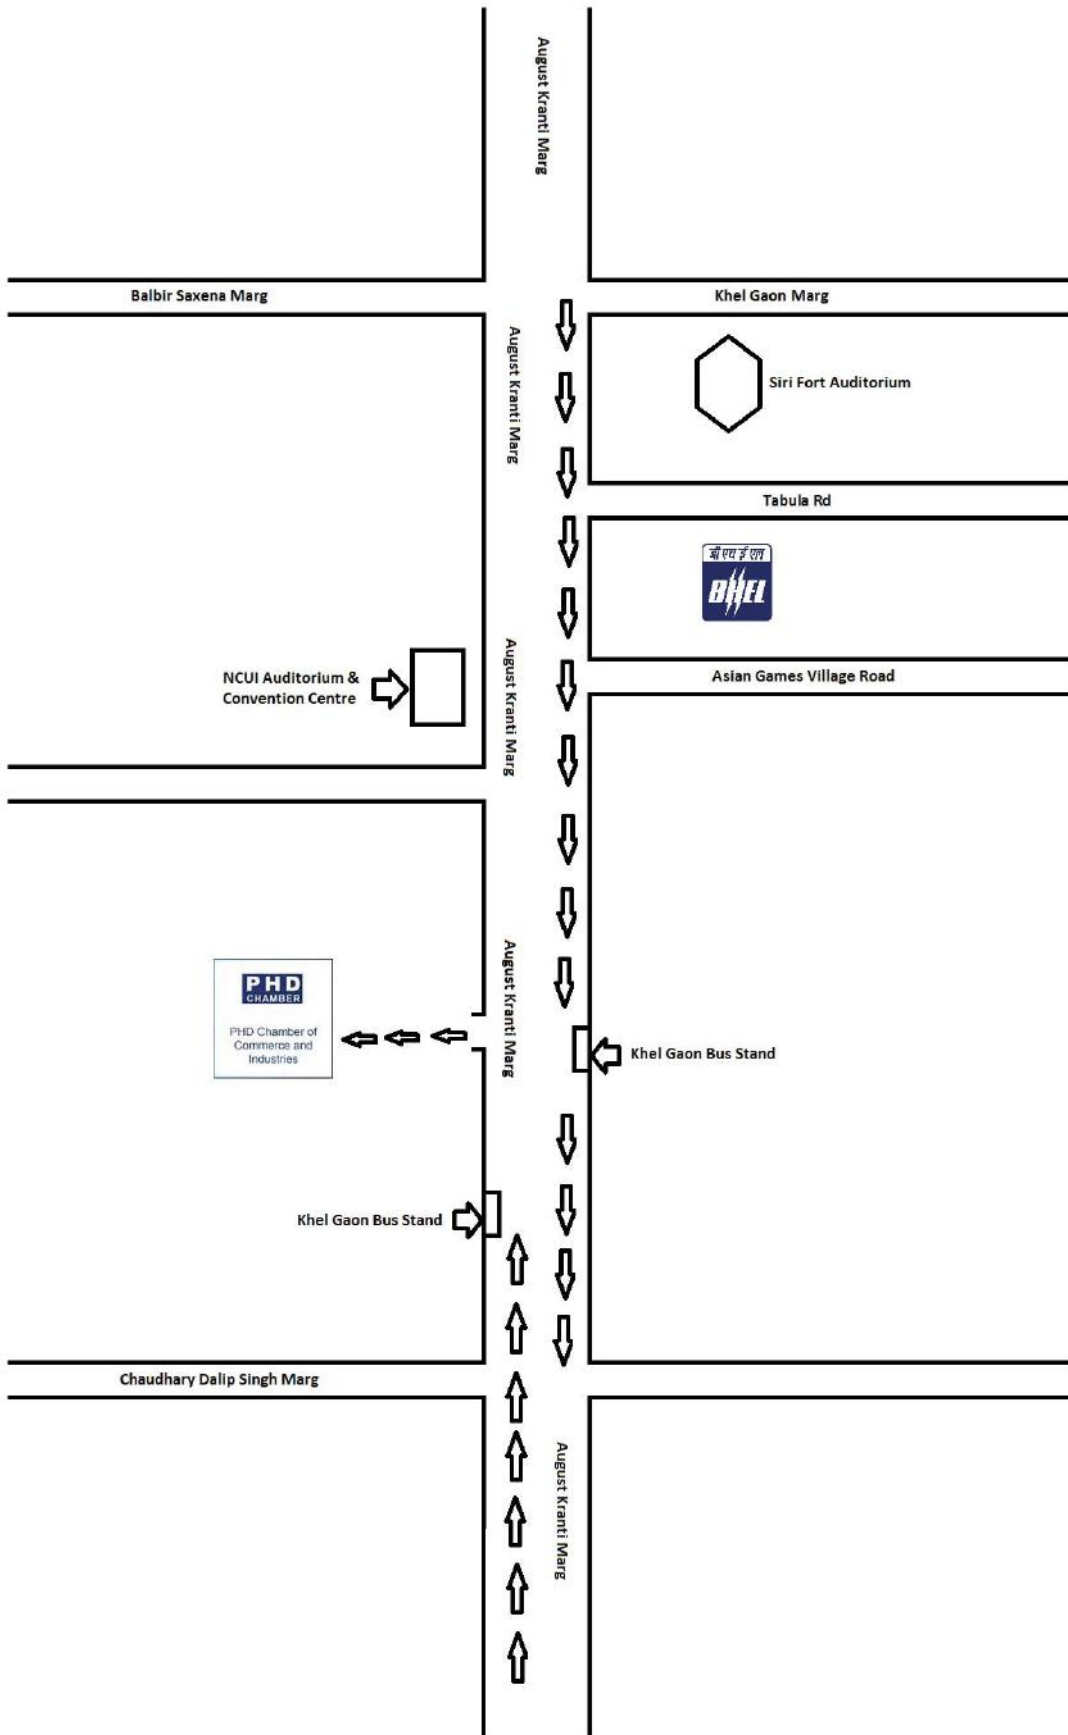 August Kranti Marg
Balbir Saxena Marg
Khel Gaon Marg
August Kranti Marg
Siri Fort Auditorium
Tabula Rd
बी एच ई एल
BHEL
August Kranti Marg
NCUI Auditorium &
Convention Centre
Asian Games Village Road
August Kranti Marg
PHD
CHAMBER
PHD Chamber of
Commerce and
Industries
Khel Gaon Bus Stand
Khel Gaon Bus Stand
Chaudhary Dalip Singh Marg
August Kranti Marg